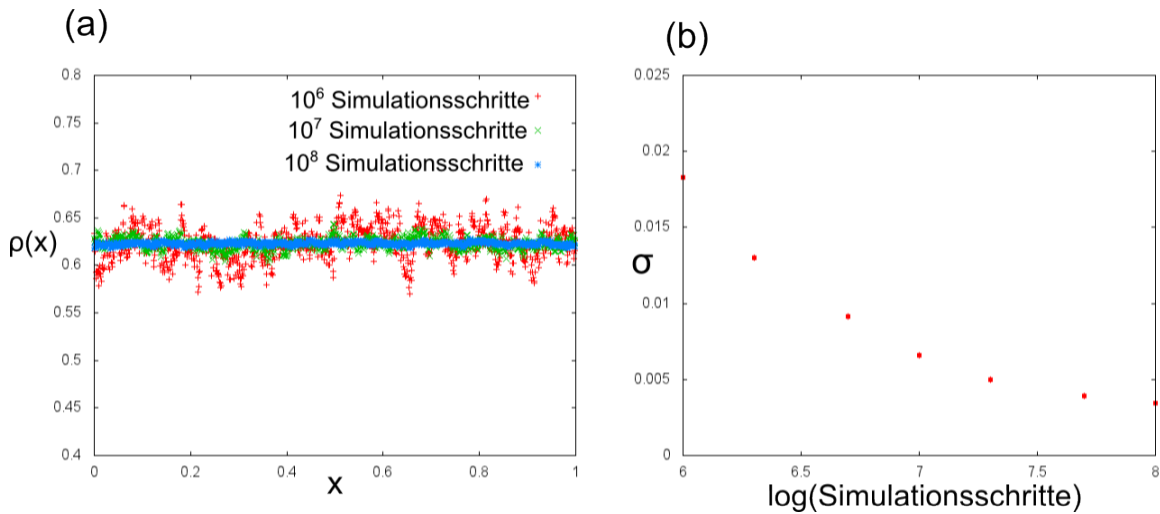 (a)
0.8
0.75
0.7
0.65
0.6
0.55
0.5
0.45
0.4
ρ(x)
10⁶ Simulationsschritte
10⁷ Simulationsschritte
10⁸ Simulationsschritte
0
0.2
0.4
0.6
0.8
1
x
(b)
0.025
0.02
0.015
0.01
0.005
0
σ
6
6.5
7
7.5
8
log(Simulationsschritte)